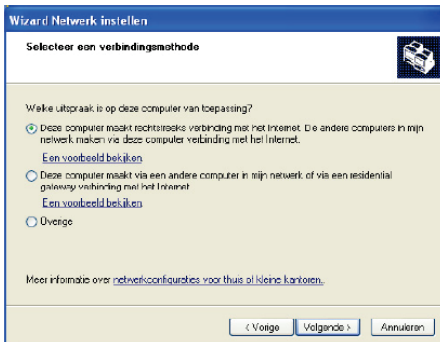 Wizard Netwerk instellen
Selecteer een verbindingsmethode
Welke uitspraak is op deze computer van toepassing?
Deze computer maakt rechtstreeks verbinding met het Internet. De andere computers in mijn
netwerk maken via deze computer verbinding met het Internet.
Een voorbeeld bekijken.
Deze computer maakt via een andere computer in mijn netwerk of via een residential
gateway verbinding met het Internet
Een voorbeeld bekijken.
Overige
Meer informatie over netwerkconfiguraties voor thuis of kleine kantoren..
< Vorige
Volgende >
Annuleren